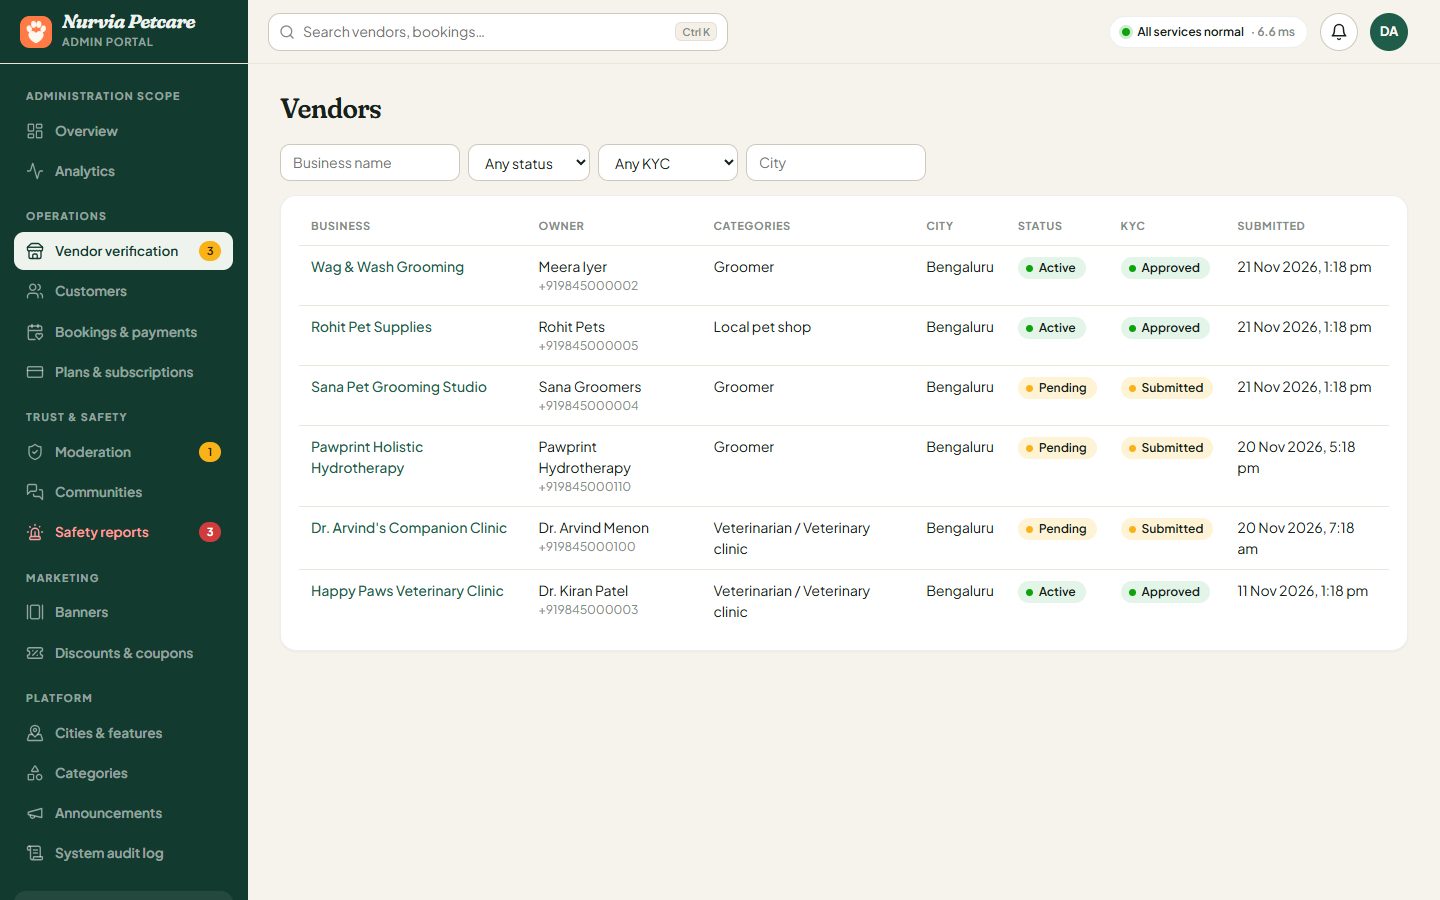 Nurvia Petcare
ADMIN PORTAL
Search vendors, bookings...
Ctrl K
All services normal · 6.6 ms
DA
ADMINISTRATION SCOPE
Overview
Analytics
OPERATIONS
Vendor verification 3
Customers
Bookings & payments
Plans & subscriptions
TRUST & SAFETY
Moderation 1
Communities
Safety reports 3
MARKETING
Banners
Discounts & coupons
PLATFORM
Cities & features
Categories
Announcements
System audit log
Vendors
Business name Any status Any KYC City
BUSINESS OWNER CATEGORIES CITY STATUS KYC SUBMITTED
Wag & Wash Grooming Meera Iyer Groomer Bengaluru Active Approved 21 Nov 2026, 1:18 pm
+919845000002
Rohit Pet Supplies Rohit Pets Local pet shop Bengaluru Active Approved 21 Nov 2026, 1:18 pm
+919845000005
Sana Pet Grooming Studio Sana Groomers Groomer Bengaluru Pending Submitted 21 Nov 2026, 1:18 pm
+919845000004
Pawprint Holistic Pawprint Groomer Bengaluru Pending Submitted 20 Nov 2026, 5:18
Hydrotherapy Hydrotherapy pm
+919845000110
Dr. Arvind's Companion Clinic Dr. Arvind Menon Veterinarian / Veterinary Bengaluru Pending Submitted 20 Nov 2026, 7:18
+919845000100 clinic am
Happy Paws Veterinary Clinic Dr. Kiran Patel Veterinarian / Veterinary Bengaluru Active Approved 11 Nov 2026, 1:18 pm
+919845000003 clinic